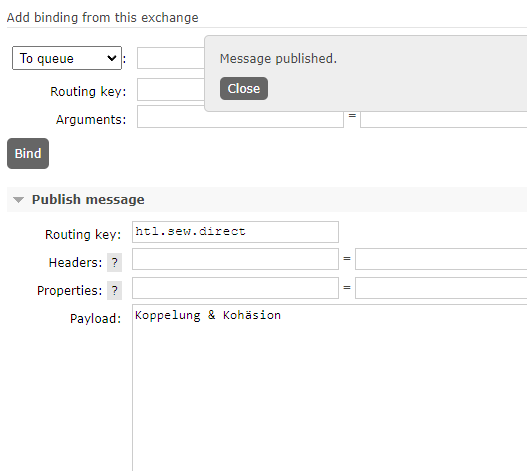 Add binding from this exchange
To queue :
Message published.
Close
Routing key:
Arguments: =
Bind
Publish message
Routing key: htl.sew.direct
Headers: ? =
Properties: ? =
Payload: Koppelung & Kohäsion